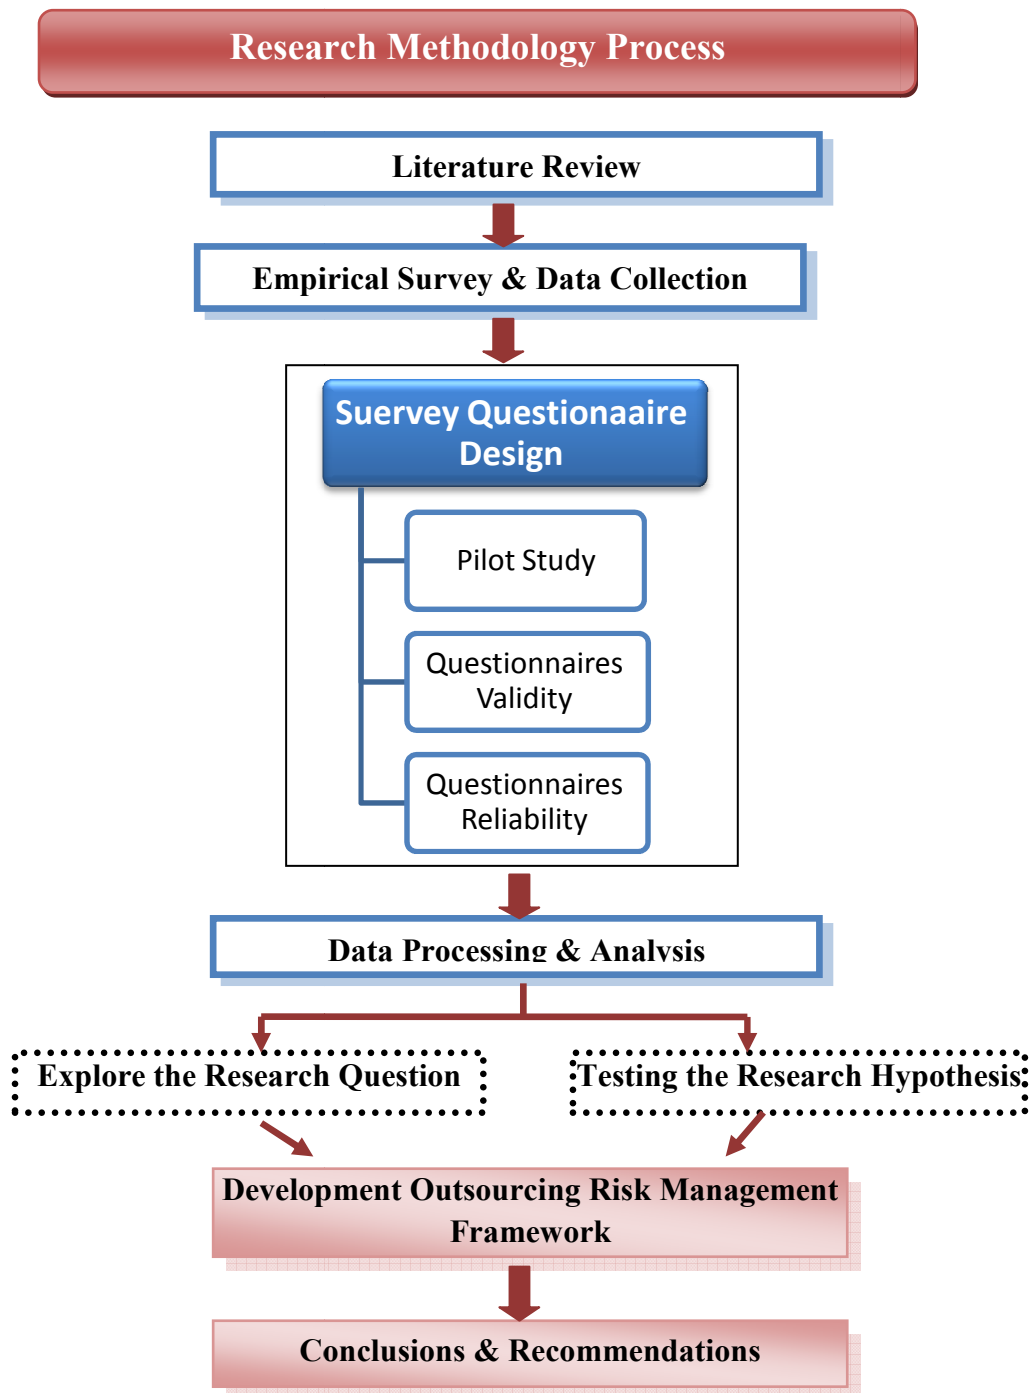 Research Methodology Process
Literature Review
Empirical Survey & Data Collection
Suervey Questionaaire
Design
Pilot Study
Questionnaires
Validity
Questionnaires
Reliability
Data Processing & Analysis
Explore the Research Question
Testing the Research Hypothesis
Development Outsourcing Risk Management
Framework
Conclusions & Recommendations